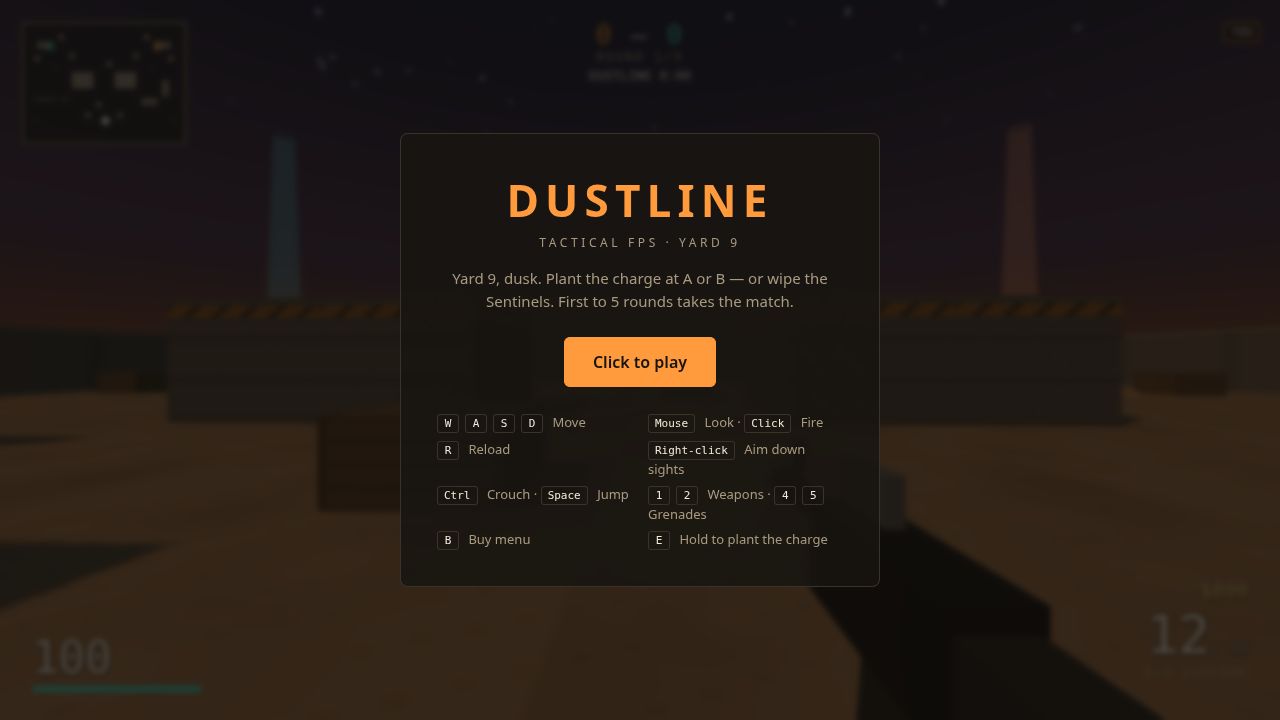 0 — 0
DUSTLINE
TACTICAL FPS · YARD 9
Yard 9, dusk. Plant the charge at A or B — or wipe the
Sentinels. First to 5 rounds takes the match.
Click to play
W A S D Move
Mouse Look · Click Fire
R Reload
Right-click Aim down
sights
Ctrl Crouch · Space Jump
1 2 Weapons · 4 5
Grenades
B Buy menu
E Hold to plant the charge
100
12